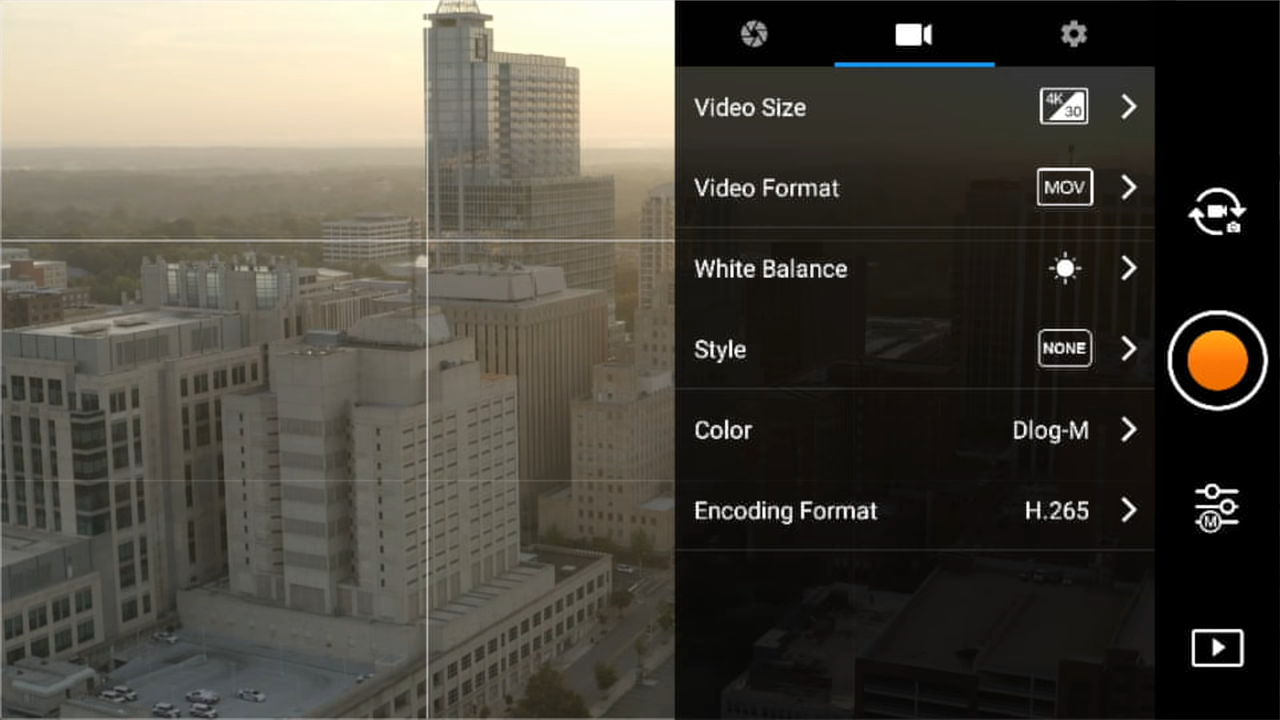 Video Size 4K 30
Video Format MOV
White Balance
Style NONE
Color Dlog-M
Encoding Format H.265
M